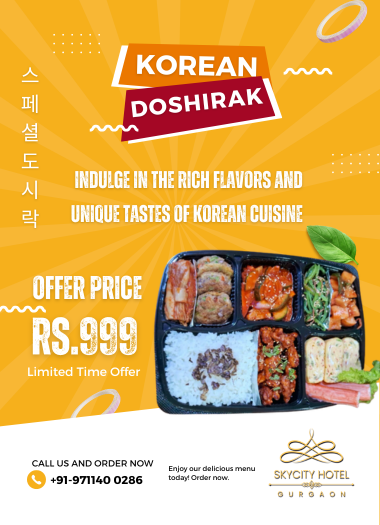 KOREAN
DOSHIRAK
스페셜도시락
INDULGE IN THE RICH FLAVORS AND
UNIQUE TASTES OF KOREAN CUISINE
OFFER PRICE
RS.999
Limited Time Offer
CALL US AND ORDER NOW
+91-971140 0286
Enjoy our delicious menu
today! Order now.
SKYCITY HOTEL
GURGAON